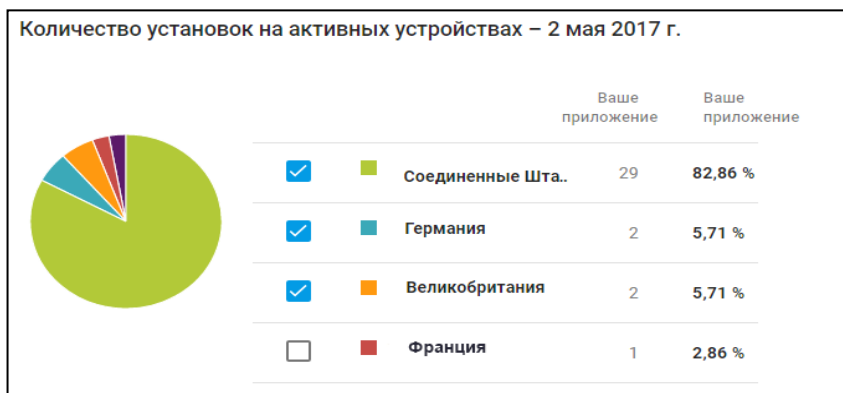 Количество установок на активных устройствах – 2 мая 2017 г.
Ваше приложение Ваше приложение
Соединенные Шта.. 29 82,86 %
Германия 2 5,71 %
Великобритания 2 5,71 %
Франция 1 2,86 %